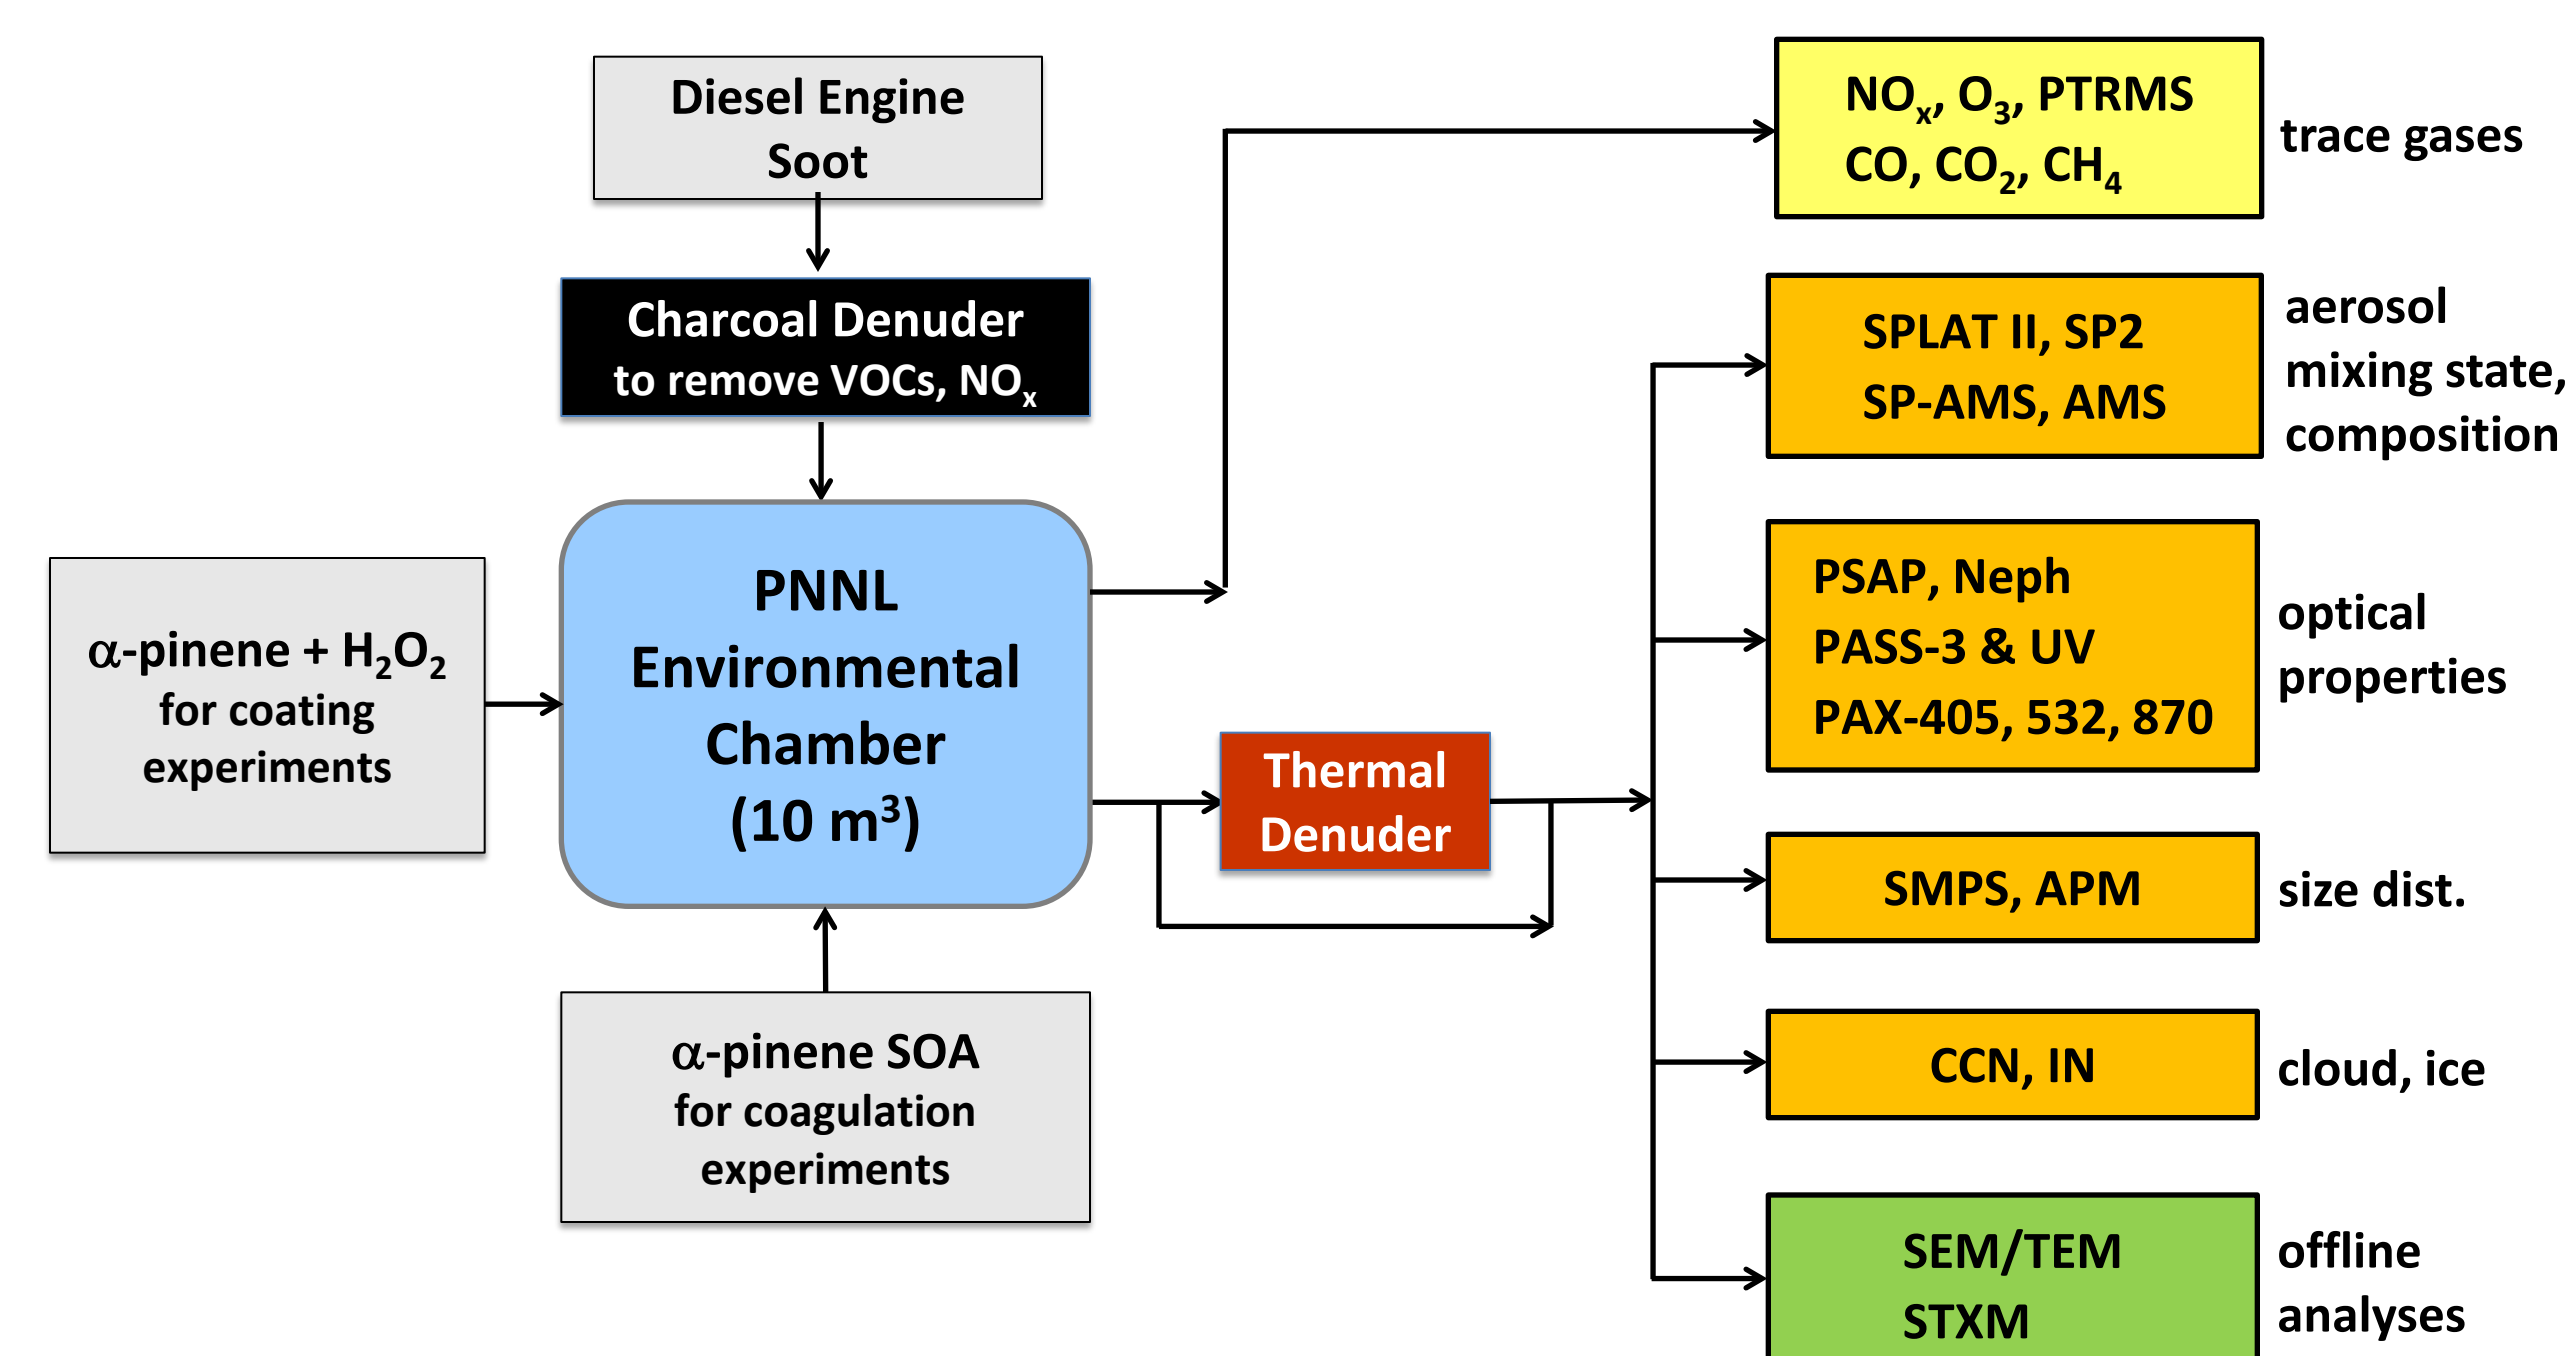 Diesel Engine
Soot
Charcoal Denuder
to remove VOCs, NOx
α-pinene + H2O2
for coating
experiments
PNNL
Environmental
Chamber
(10 m³)
α-pinene SOA
for coagulation
experiments
Thermal
Denuder
NOx, O3, PTRMS
CO, CO2, CH4
trace gases
SPLAT II, SP2
SP-AMS, AMS
aerosol
mixing state,
composition
PSAP, Neph
PASS-3 & UV
PAX-405, 532, 870
optical
properties
SMPS, APM
size dist.
CCN, IN
cloud, ice
SEM/TEM
STXM
offline
analyses